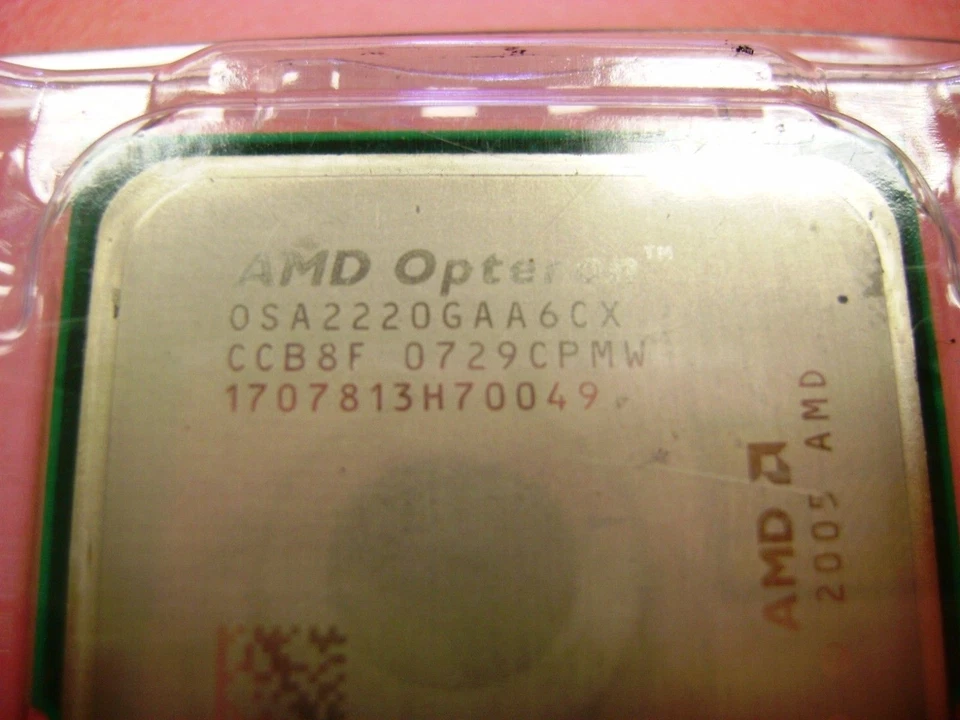 AMD Opteron™
OSA2220GAA6CX
CCB8F 0729CPMW
1707813H70049
AMD
2005 AMD